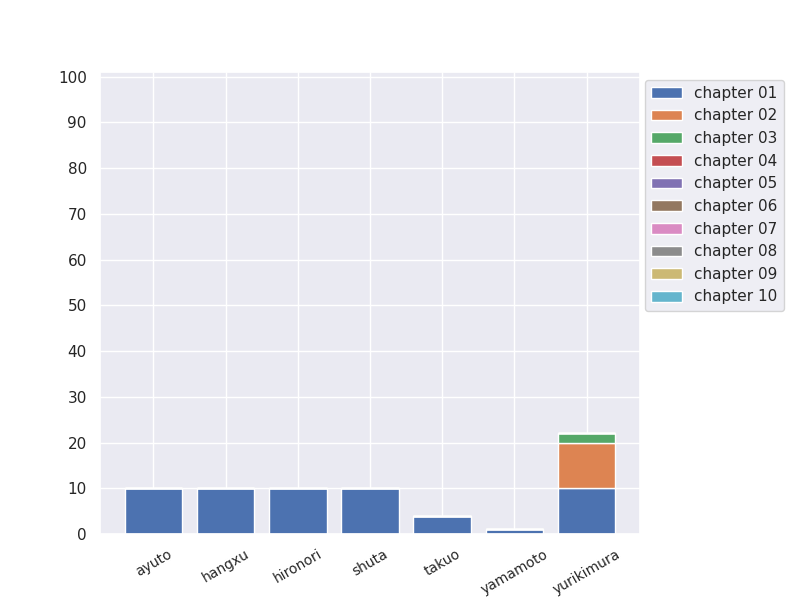 100
90
80
70
60
50
40
30
20
10
0
ayuto
hangxu
hironori
shuta
takuo
yamamoto
yurikimura
chapter 01
chapter 02
chapter 03
chapter 04
chapter 05
chapter 06
chapter 07
chapter 08
chapter 09
chapter 10